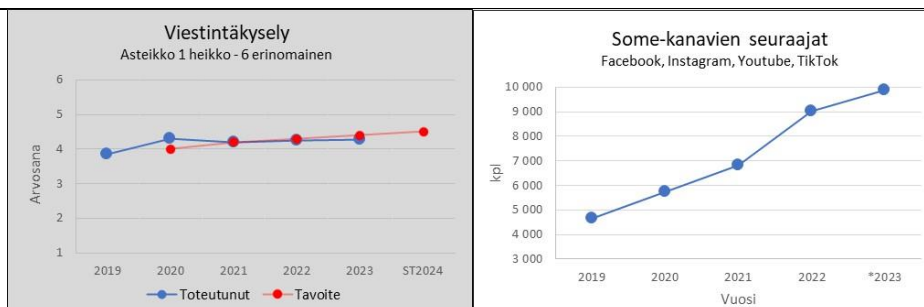 Viestintäkysely
Asteikko 1 heikko - 6 erinomainen
6
5
4
3
2
1
Arvosana
2019 2020 2021 2022 2023 ST2024
Toteutunut Tavoite
Some-kanavien seuraajat
Facebook, Instagram, Youtube, TikTok
10 000
9 000
8 000
7 000
6 000
5 000
4 000
3 000
kpl
2019 2020 2021 2022 *2023
Vuosi